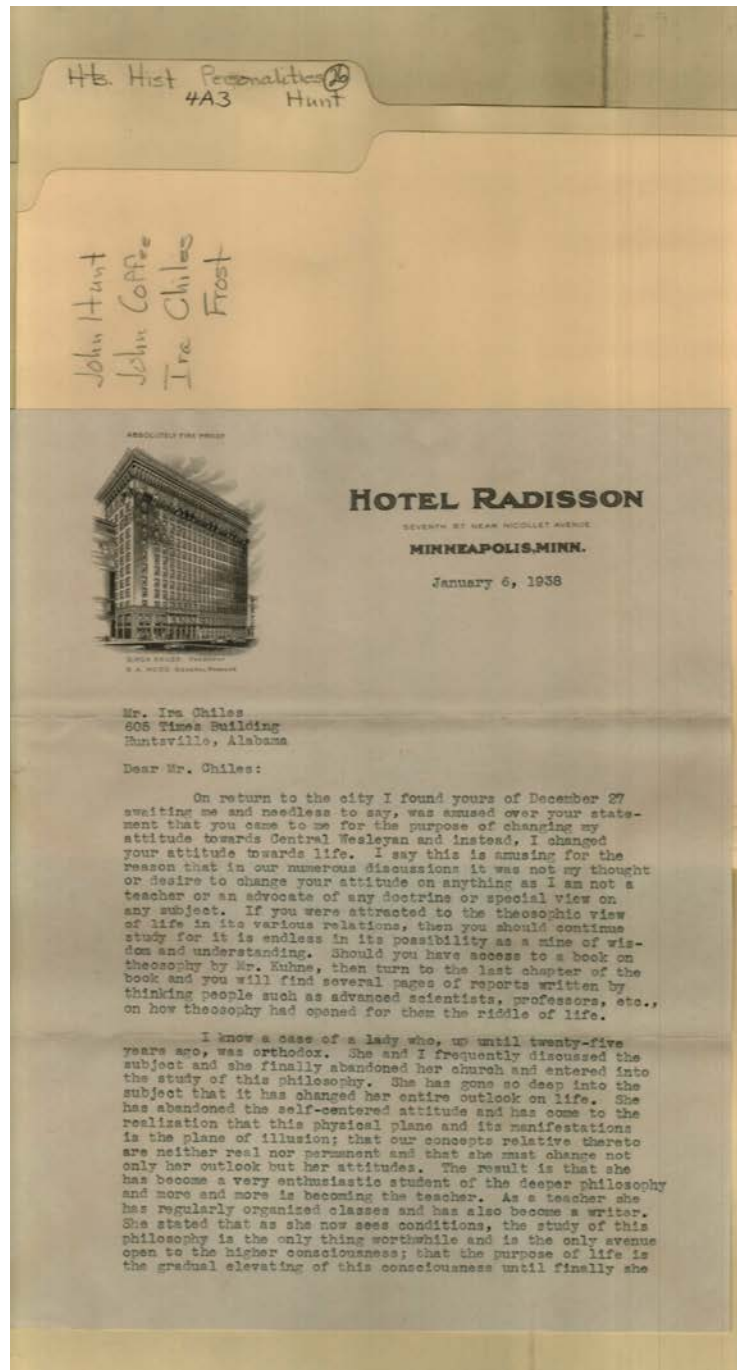 Hts. Hist Personalities 26
4A3 Hunt
John Hunt
John Coffee
Ira Chiles
Frost
ABSOLUTELY FIRE PROOF
HOTEL RADISSON
SEVENTH ST NEAR NICOLLET AVENUE
MINNEAPOLIS, MINN.
January 6, 1938
Mr. Ira Chiles
605 Times Building
Huntsville, Alabama
Dear Mr. Chiles:
On return to the city I found yours of December 27
awaiting me and needless to say, was amused over your state-
ment that you came to me for the purpose of changing my
attitude towards Central Wesleyan and instead, I changed
your attitude towards life. I say this is amusing for the
reason that in our numerous discussions it was not my thought
or desire to change your attitude on anything as I am not a
teacher or an advocate of any doctrine or special view on
any subject. If you were attracted to the theosophic view
of life in its various relations, then you should continue
study for it is endless in its possibility as a mine of wis-
dom and understanding. Should you have access to a book on
theosophy by Mr. Kuhne, then turn to the last chapter of the
book and you will find several pages of reports written by
thinking people such as advanced scientists, professors, etc.,
on how theosophy had opened for them the riddle of life.
I know a case of a lady who, up until twenty-five
years ago, was orthodox. She and I frequently discussed the
subject and she finally abandoned her church and entered into
the study of this philosophy. She has gone so deep into the
subject that it has changed her entire outlook on life. She
has abandoned the self-centered attitude and has come to the
realization that this physical plane and its manifestations
is the plane of illusion; that our concepts relative thereto
are neither real nor permanent and that she must change not
only her outlook but her attitudes. The result is that she
has become a very enthusiastic student of the deeper philosophy
and more and more is becoming the teacher. As a teacher she
has regularly organized classes and has also become a writer.
She stated that as she now sees conditions, the study of this
philosophy is the only thing worthwhile and is the only avenue
open to the higher consciousness; that the purpose of life is
the gradual elevating of this consciousness until finally she